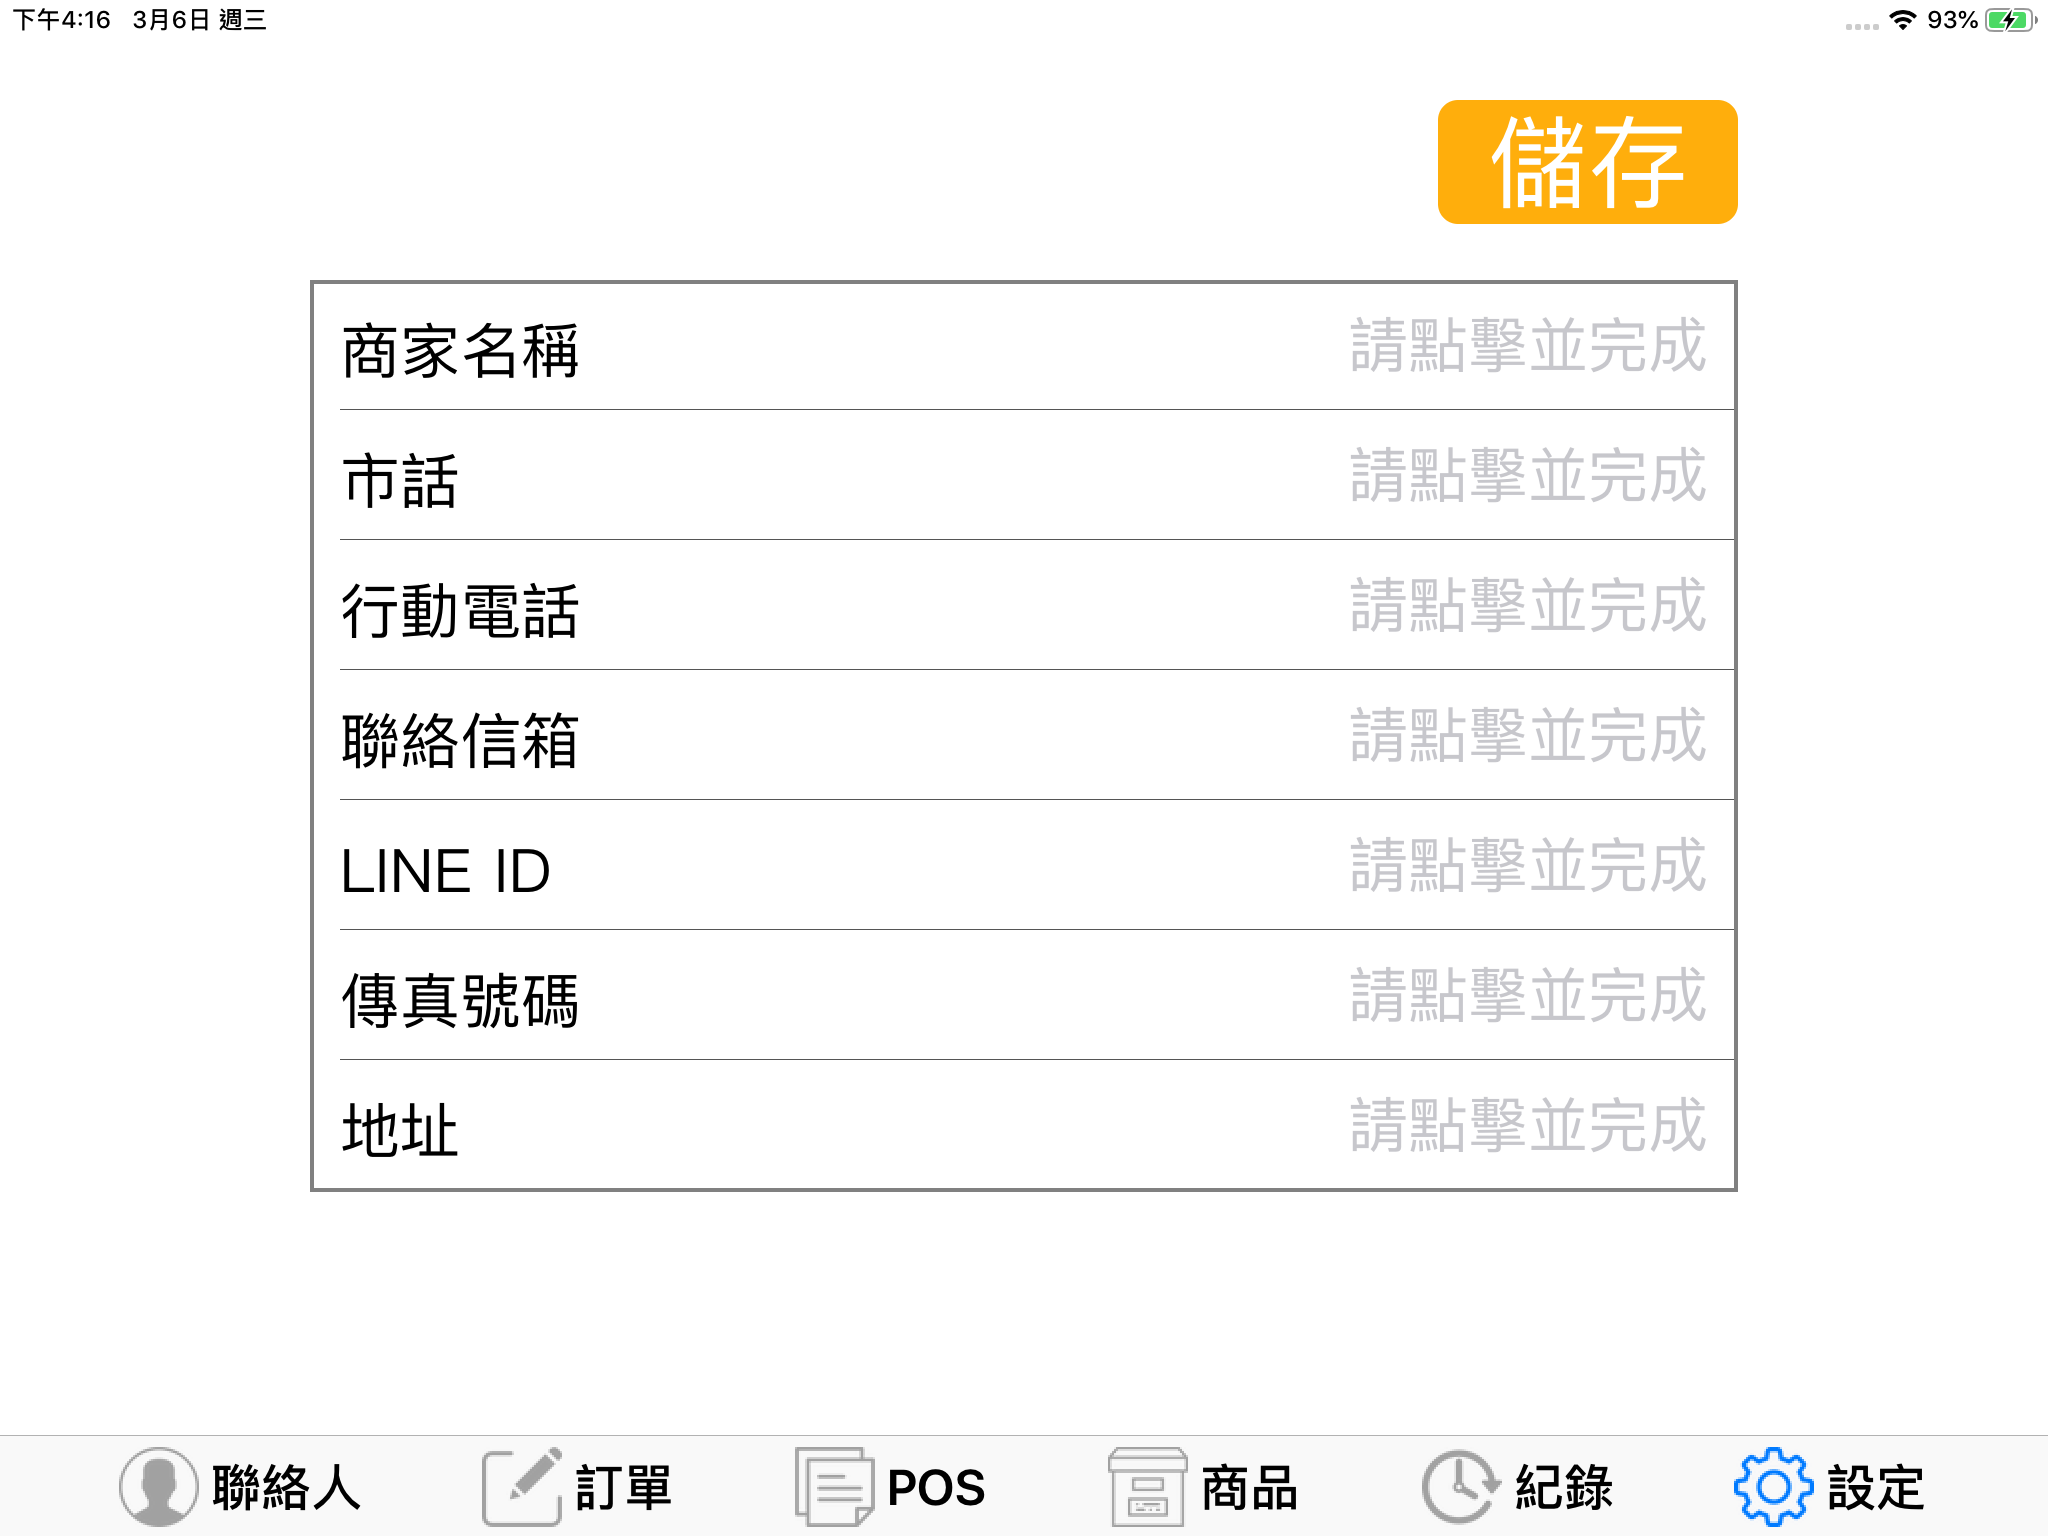 下午4:16 3月6日 週三 93%
儲存
商家名稱 請點擊並完成
市話 請點擊並完成
行動電話 請點擊並完成
聯絡信箱 請點擊並完成
LINE ID 請點擊並完成
傳真號碼 請點擊並完成
地址 請點擊並完成
聯絡人 訂單 POS 商品 紀錄 設定